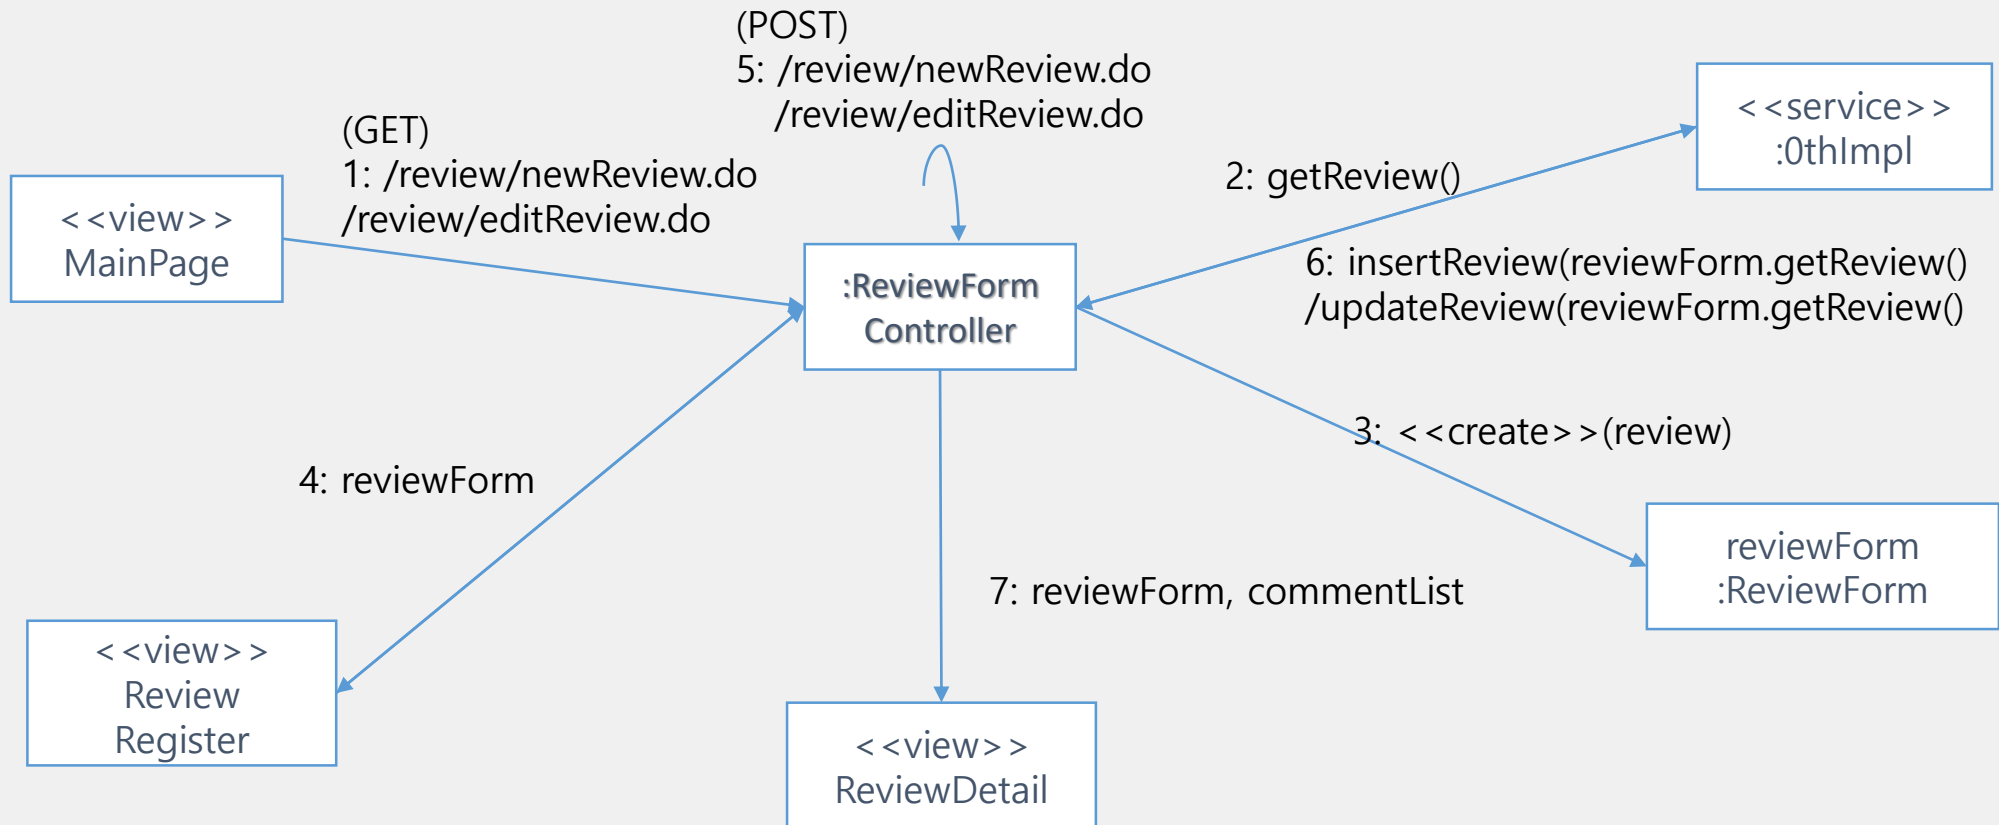 (POST)
5: /review/newReview.do
/review/editReview.do
(GET)
1: /review/newReview.do
/review/editReview.do
<<view>>
MainPage
:ReviewForm
Controller
2: getReview()
<<service>>
:0thImpl
6: insertReview(reviewForm.getReview()
/updateReview(reviewForm.getReview()
3: <<create>>(review)
4: reviewForm
reviewForm
:ReviewForm
7: reviewForm, commentList
<<view>>
Review
Register
<<view>>
ReviewDetail